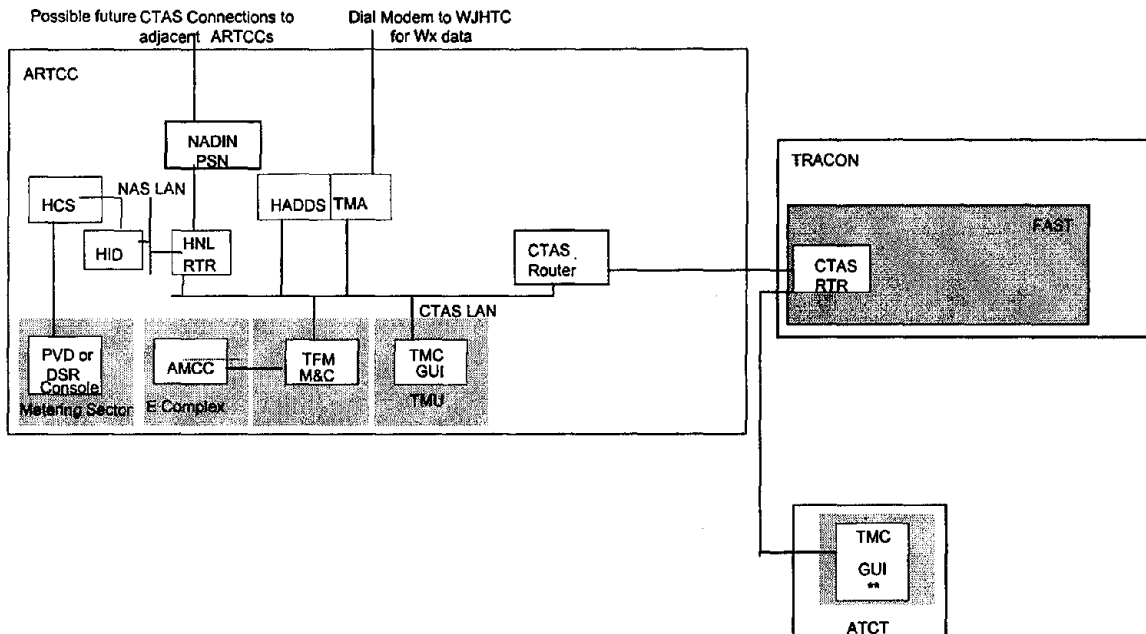 Possible future CTAS Connections to
adjacent ARTCCs
Dial Modem to WJHTC
for Wx data
ARTCC
NADIN
PSN
TRACON
HCS
NAS LAN
HADDS
TMA
FAST
HID
HNL
RTR
CTAS
Router
CTAS
RTR
CTAS LAN
PVD or
DSR
Console
Metering Sector
AMCC
E Complex
TFM
M&C
TMC
GUI
TMU
TMC
GUI
**
ATCT